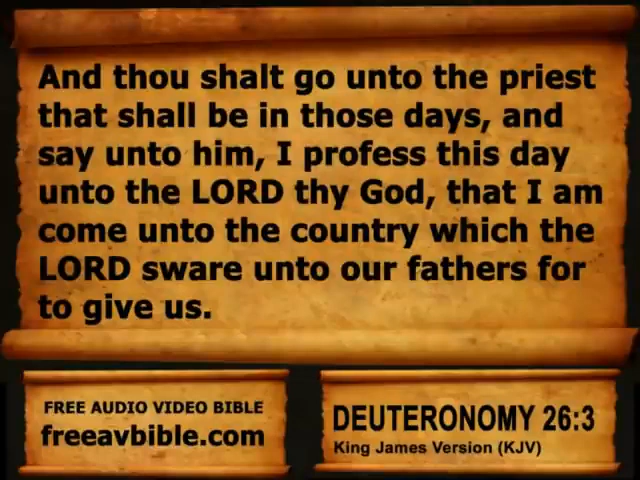 And thou shalt go unto the priest
that shall be in those days, and
say unto him, I profess this day
unto the LORD thy God, that I am
come unto the country which the
LORD sware unto our fathers for
to give us.
FREE AUDIO VIDEO BIBLE
freeavbible.com
DEUTERONOMY 26:3
King James Version (KJV)